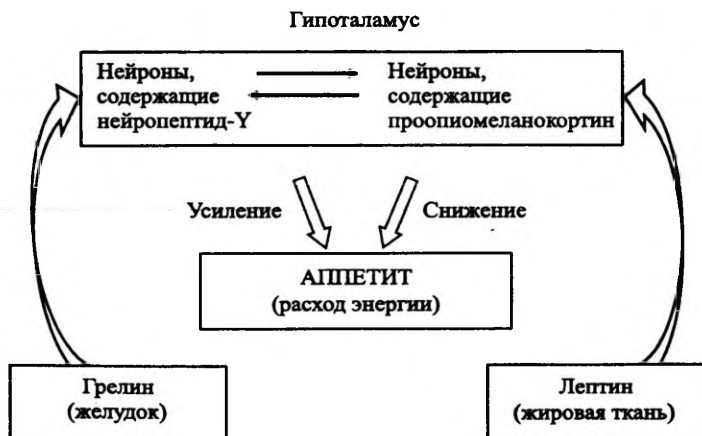 Гипоталамус
Нейроны,
содержащие
нейропептид-Y
Нейроны,
содержащие
проопиомеланокортин
Усиление
Снижение
АППЕТИТ
(расход энергии)
Грелин
(желудок)
Лептин
(жировая ткань)